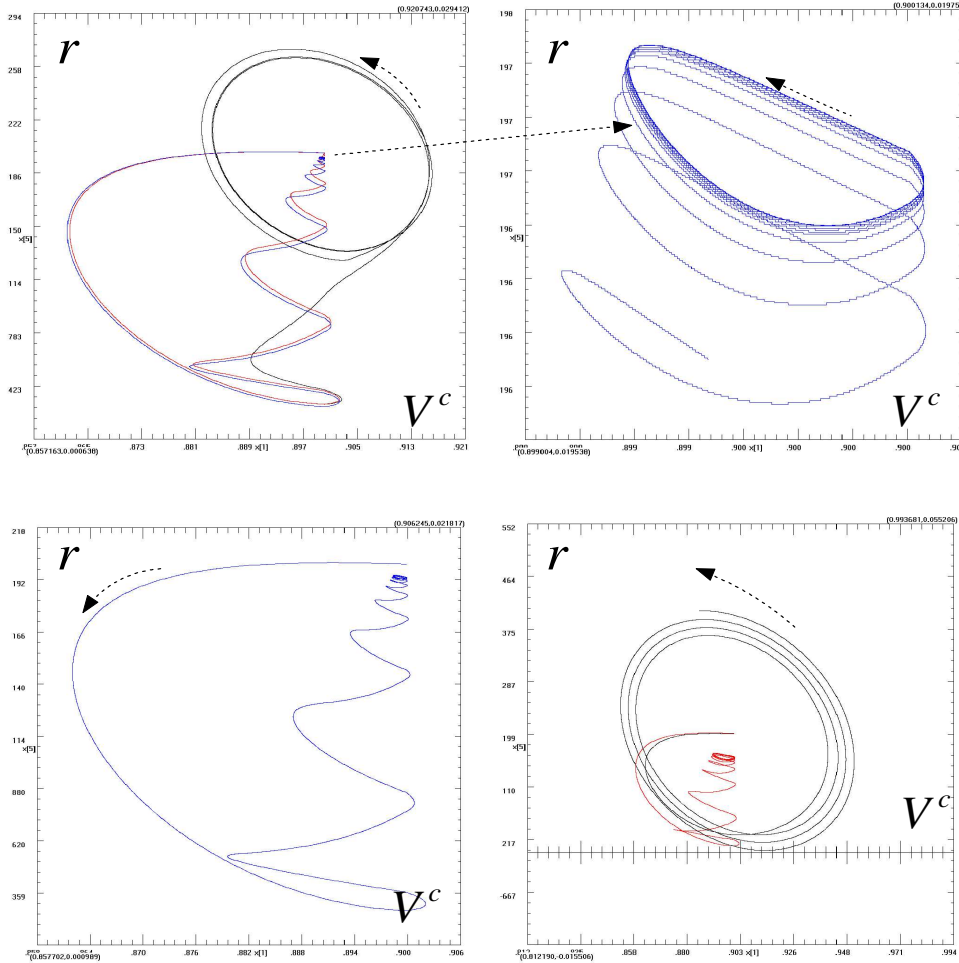 (0.920743,0.029412)
294
r
258
222
186
150
x[5]
114
783
423
V^c
.873 .881 .889 x[1] .897 .905 .913 .921
(0.857163,0.000638)
(0.900134,0.01975
198
r
197
197
197
196
x[5]
196
196
196
V^c
.899 .899 .900 x[1] .900 .900 .900
(0.899004,0.019538)
(0.906245,0.021817)
218
r
192
166
140
114
x[5]
880
620
359
V^c
.870 .876 .882 .888 x[1] .894 .900 .906
(0.857702,0.000989)
(0.993681,0.055206)
552
r
464
375
287
199
x[5]
110
217
V^c
-667
.858 .880 .903 x[1] .926 .948 .971 .994
(0.812190,-0.015506)